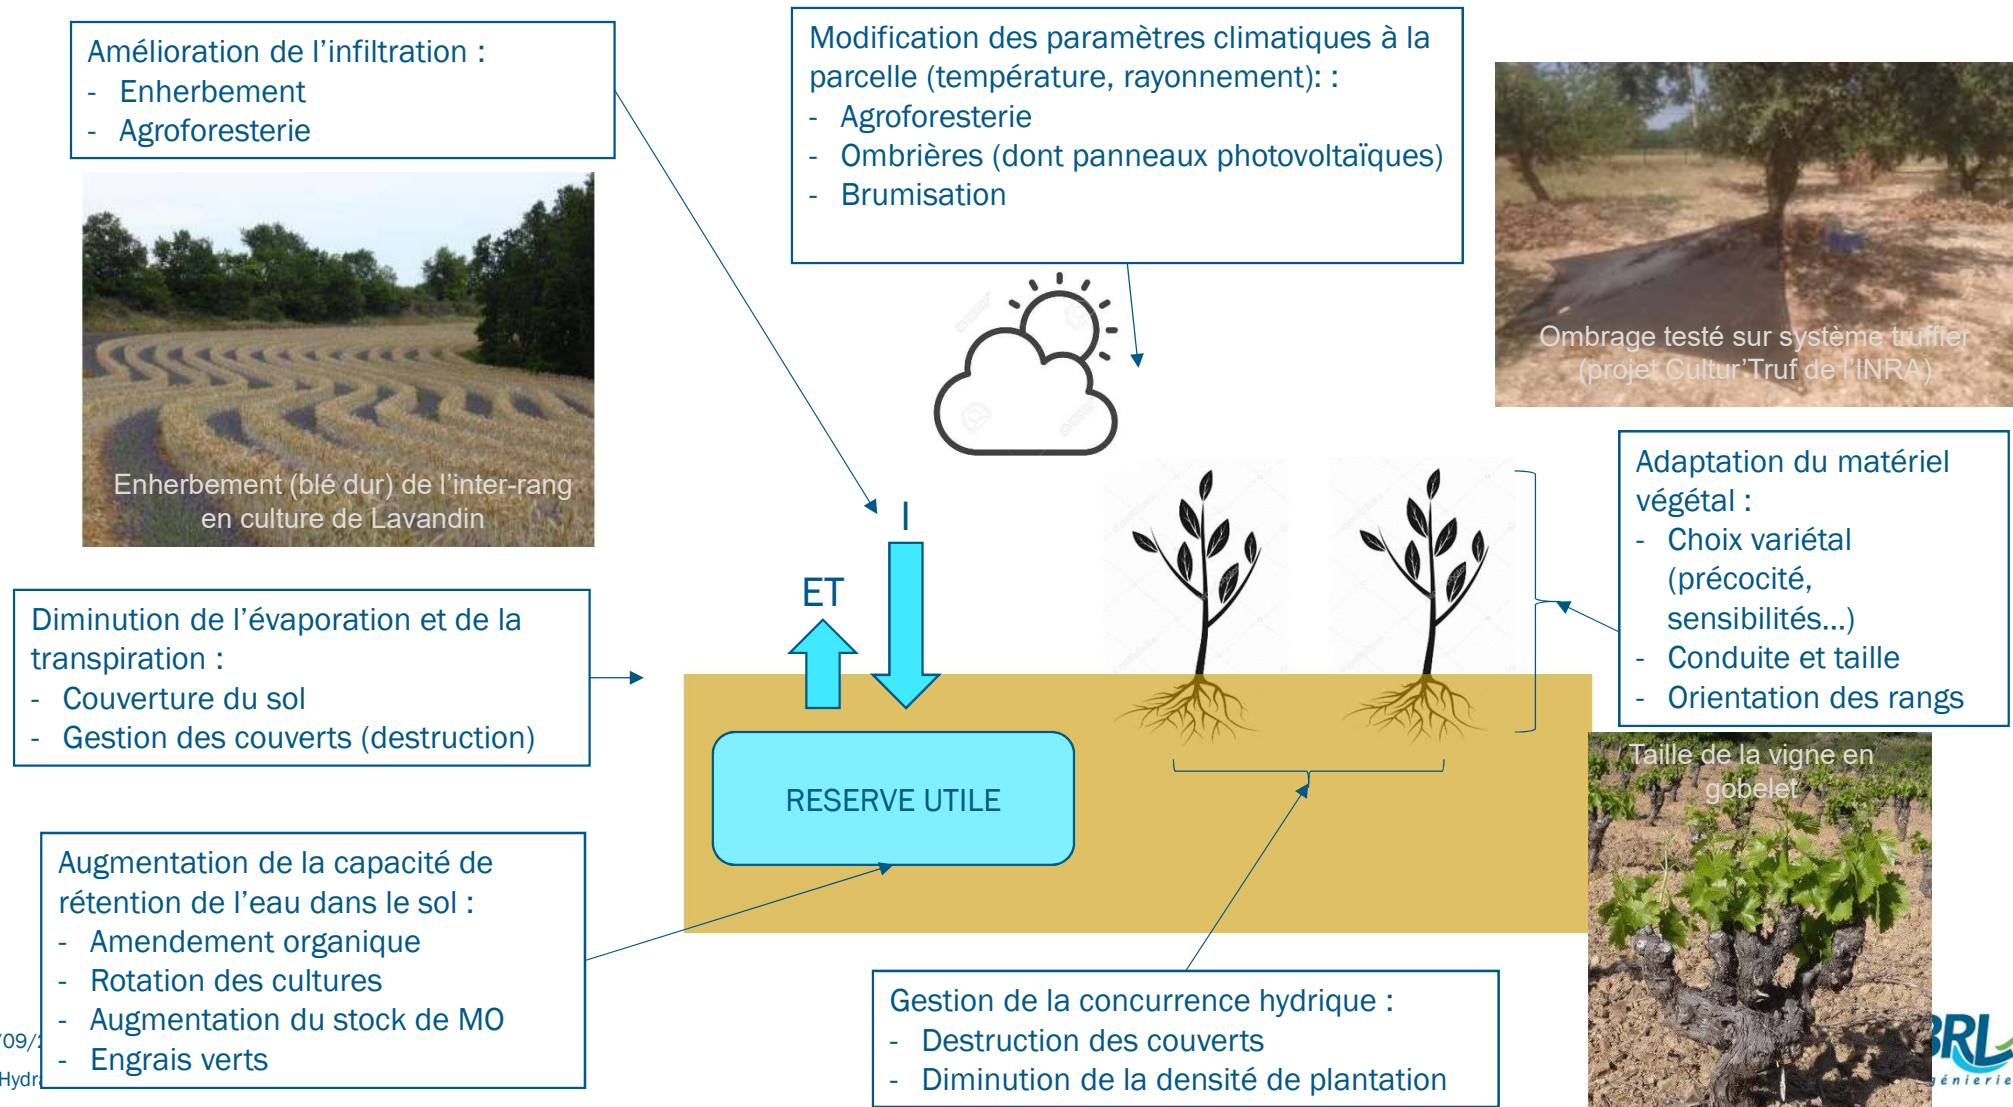 Amélioration de l'infiltration :
- Enherbement
- Agroforesterie
Modification des paramètres climatiques à la
parcelle (température, rayonnement): :
- Agroforesterie
- Ombrières (dont panneaux photovoltaïques)
- Brumisation
Ombrage testé sur système truffier
(projet Cultur'Truf de l'INRA)
Enherbement (blé dur) de l'inter-rang
en culture de Lavandin
I
ET
Adaptation du matériel
végétal :
- Choix variétal
(précocité,
sensibilités...)
- Conduite et taille
- Orientation des rangs
Diminution de l'évaporation et de la
transpiration :
- Couverture du sol
- Gestion des couverts (destruction)
RESERVE UTILE
Taille de la vigne en
gobelet
Augmentation de la capacité de
rétention de l'eau dans le sol :
- Amendement organique
- Rotation des cultures
- Augmentation du stock de MO
- Engrais verts
Gestion de la concurrence hydrique :
- Destruction des couverts
- Diminution de la densité de plantation
/09/
Hydr
BRL
génierie